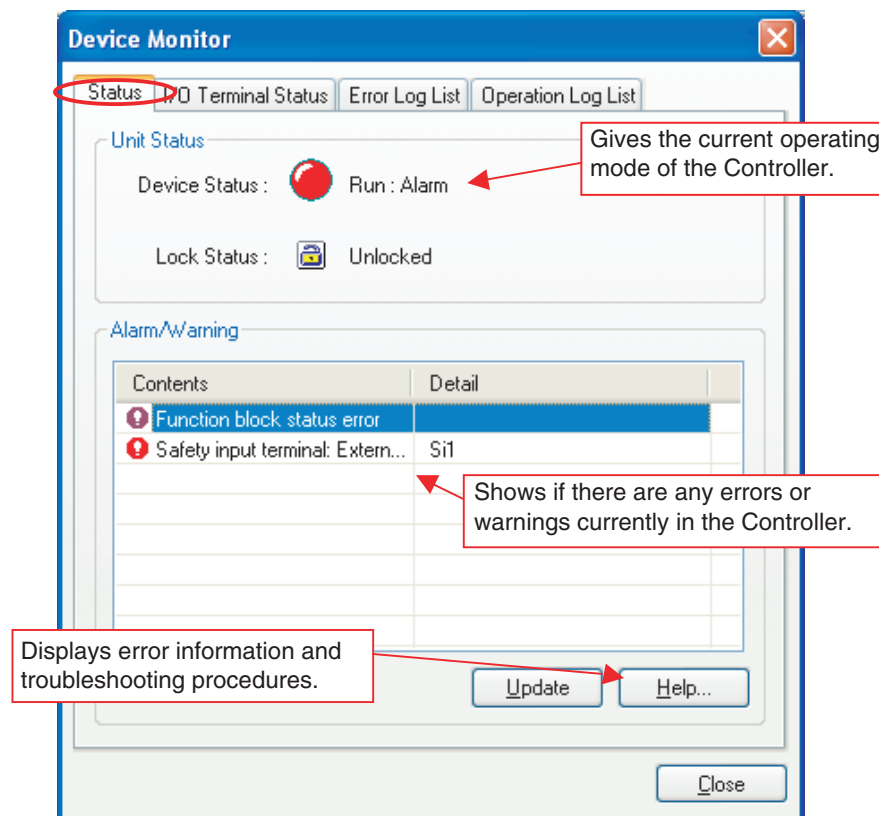 Device Monitor
Status I/O Terminal Status Error Log List Operation Log List
Unit Status
Gives the current operating
mode of the Controller.
Device Status : Run : Alarm
Lock Status : Unlocked
Alarm/Warning
Contents Detail
Function block status error
Safety input terminal: Extern... Si1
Shows if there are any errors or
warnings currently in the Controller.
Displays error information and
troubleshooting procedures.
Update Help...
Close